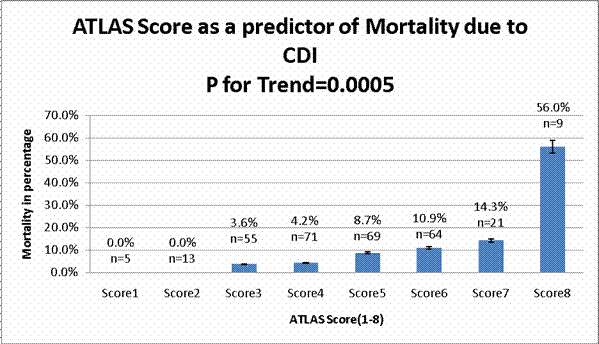 ATLAS Score as a predictor of Mortality due to
CDI
P for Trend=0.0005
Mortality in percentage
70.0%
60.0%
50.0%
40.0%
30.0%
20.0%
10.0%
0.0%
0.0%
n=5
0.0%
n=13
3.6%
n=55
4.2%
n=71
8.7%
n=69
10.9%
n=64
14.3%
n=21
56.0%
n=9
Score1 Score2 Score3 Score4 Score5 Score6 Score7 Score8
ATLAS Score(1-8)